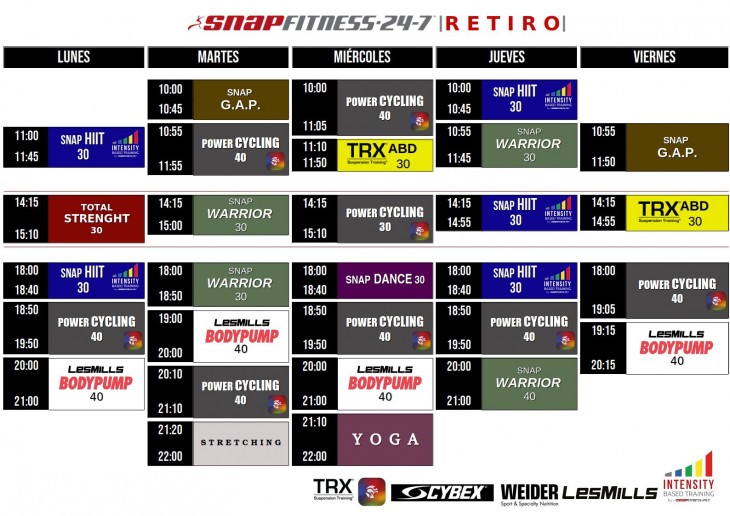 SNAPFITNESS·24-7 |RETIRO|
LUNES
MARTES
MIÉRCOLES
JUEVES
VIERNES
11:00
11:45
SNAP HIIT
30
INTENSITY
BASED TRAINING
14:15
15:10
TOTAL
STRENGHT
30
18:00
18:40
SNAP HIIT
30
INTENSITY
BASED TRAINING
18:50
19:50
POWER CYCLING
40
20:00
21:00
LESMILLS
BODYPUMP
40
10:00
10:45
SNAP
G.A.P.
10:55
11:55
POWER CYCLING
40
14:15
15:00
SNAP
WARRIOR
30
18:00
18:50
SNAP
WARRIOR
30
19:00
20:00
LESMILLS
BODYPUMP
40
20:10
21:10
POWER CYCLING
40
21:20
22:00
STRETCHING
10:00
11:05
POWER CYCLING
40
11:10
11:50
TRX ABD
Suspension Training
30
14:15
15:10
POWER CYCLING
30
18:00
18:40
SNAP DANCE 30
18:50
19:50
POWER CYCLING
40
20:00
21:00
LESMILLS
BODYPUMP
40
21:10
22:00
YOGA
10:00
10:45
SNAP HIIT
30
INTENSITY
BASED TRAINING
10:55
11:45
SNAP
WARRIOR
30
14:15
14:55
SNAP HIIT
30
INTENSITY
BASED TRAINING
18:00
18:40
SNAP HIIT
30
INTENSITY
BASED TRAINING
18:50
19:50
POWER CYCLING
40
20:00
21:00
SNAP
WARRIOR
40
10:55
11:50
SNAP
G.A.P.
14:15
14:55
TRX ABD
Suspension Training
30
18:00
19:05
POWER CYCLING
40
19:15
20:15
LESMILLS
BODYPUMP
40
TRX
Suspension Training
CYBEX
WEIDER
Sport & Specialty Nutrition
LESMILLS
INTENSITY
BASED TRAINING